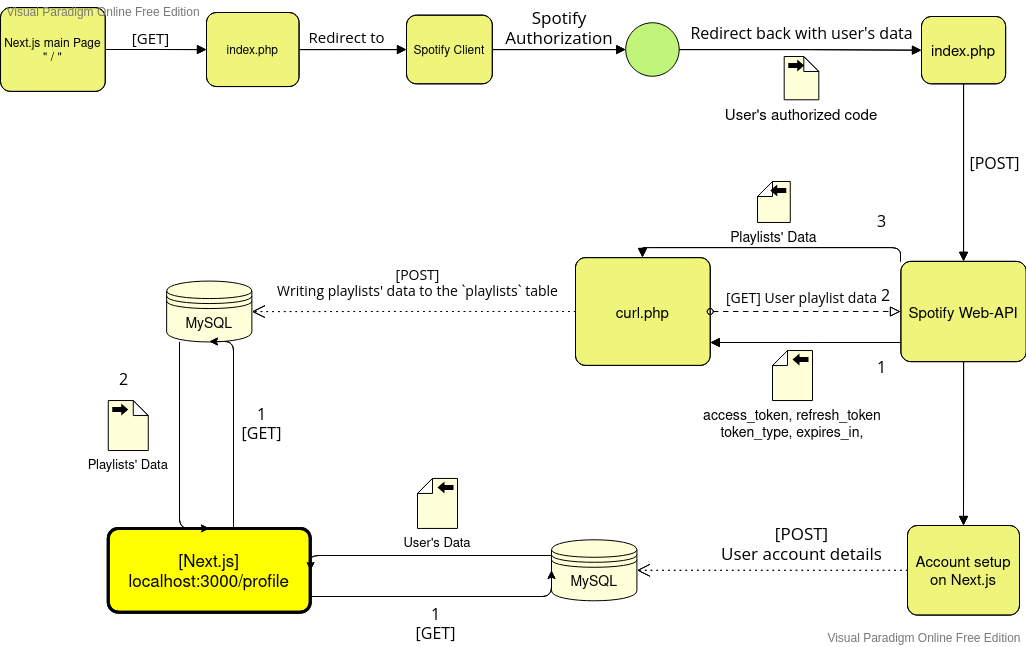 Visual Paradigm Online Free Edition
Next.js main Page
" / "
[GET]
index.php
Redirect to
Spotify Client
Spotify
Authorization
Redirect back with user's data
index.php
User's authorized code
[POST]
Playlists' Data
3
[POST]
Writing playlists' data to the `playlists` table
MySQL
curl.php
[GET] User playlist data
2
Spotify Web-API
1
access_token, refresh_token
token_type, expires_in,
2
Playlists' Data
1
[GET]
User's Data
[Next.js]
localhost:3000/profile
1
[GET]
MySQL
[POST]
User account details
Account setup
on Next.js
Visual Paradigm Online Free Edition